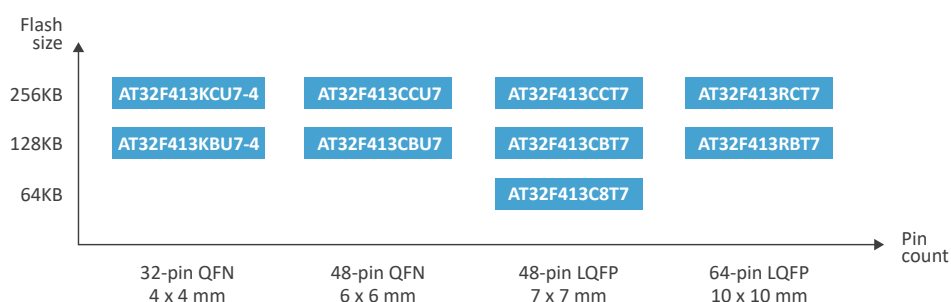 Flash
size
256KB AT32F413KCU7-4 AT32F413CCU7 AT32F413CCT7 AT32F413RCT7
128KB AT32F413KBU7-4 AT32F413CBU7 AT32F413CBT7 AT32F413RBT7
64KB AT32F413C8T7
Pin
count
32-pin QFN 48-pin QFN 48-pin LQFP 64-pin LQFP
4 x 4 mm 6 x 6 mm 7 x 7 mm 10 x 10 mm